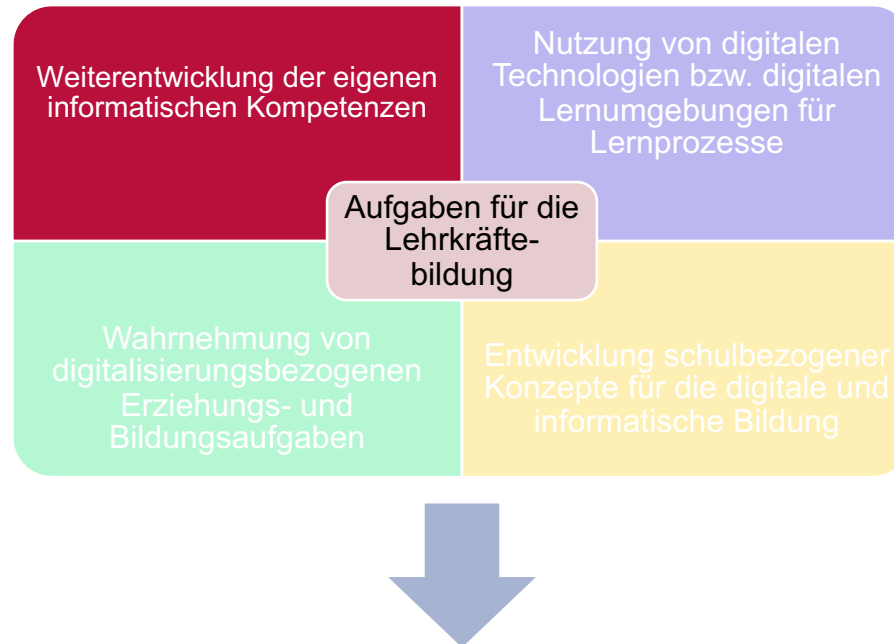 Weiterentwicklung der eigenen
informatischen Kompetenzen
Nutzung von digitalen
Technologien bzw. digitalen
Lernumgebungen für
Lernprozesse
Aufgaben für die
Lehrkräfte-
bildung
Wahrnehmung von
digitalisierungsbezogenen
Erziehungs- und
Bildungsaufgaben
Entwicklung schulbezogener
Konzepte für die digitale und
informatische Bildung